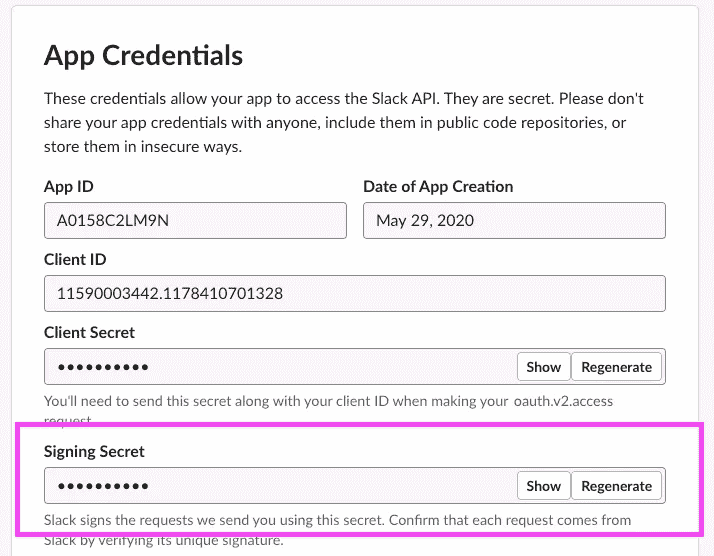 App Credentials
These credentials allow your app to access the Slack API. They are secret. Please don't
share your app credentials with anyone, include them in public code repositories, or
store them in insecure ways.
App ID
Date of App Creation
A0158C2LM9N
May 29, 2020
Client ID
11590003442.1178410701328
Client Secret
••••••••••
Show
Regenerate
You'll need to send this secret along with your client ID when making your oauth.v2.access
request.
Signing Secret
••••••••••
Show
Regenerate
Slack signs the requests we send you using this secret. Confirm that each request comes from
Slack by verifying its unique signature.